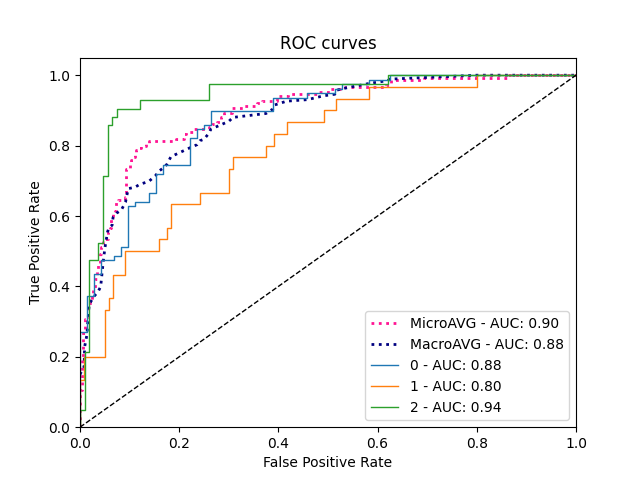 ROC curves
True Positive Rate
1.0
0.8
0.6
0.4
0.2
0.0
MicroAVG - AUC: 0.90
MacroAVG - AUC: 0.88
0 - AUC: 0.88
1 - AUC: 0.80
2 - AUC: 0.94
0.0 0.2 0.4 0.6 0.8 1.0
False Positive Rate